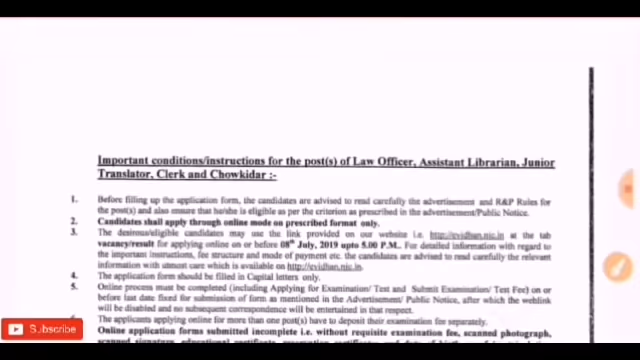 Important conditions/instructions for the post(s) of Law Officer, Assistant Librarian, Junior
Translator, Clerk and Chowkidar :-
1. Before filling up the application form, the candidates are advised to read carefully the advertisement and R&P Rules for
the post(s) and also ensure that he/she is eligible as per the criterion as prescribed in the advertisement/Public Notice.
2. Candidates shall apply through online mode on prescribed format only.
3. The desirous/eligible candidates may use the link provided on our website i.e. http://evidhan.nic.in at the tab
vacancy/result for applying online on or before 08th July, 2019 upto 5.00 P.M.. For detailed information with regard to
the important instructions, fee structure and mode of payment etc. the candidates are advised to read carefully the relevant
information with utmost care which is available on http://evidhan.nic.in.
4. The application form should be filled in Capital letters only.
5. Online process must be completed (including Applying for Examination/ Test and Submit Examination/ Test Fee) on or
before last date fixed for submission of form as mentioned in the Advertisement/ Public Notice, after which the weblink
will be disabled and no subsequent correspondence will be entertained in that respect.
The applicants applying online for more than one post(s) have to deposit their examination fee separately.
Online application forms submitted incomplete i.e. without requisite examination fee, scanned photograph,
scanned signature, educational certificate,
Subscribe